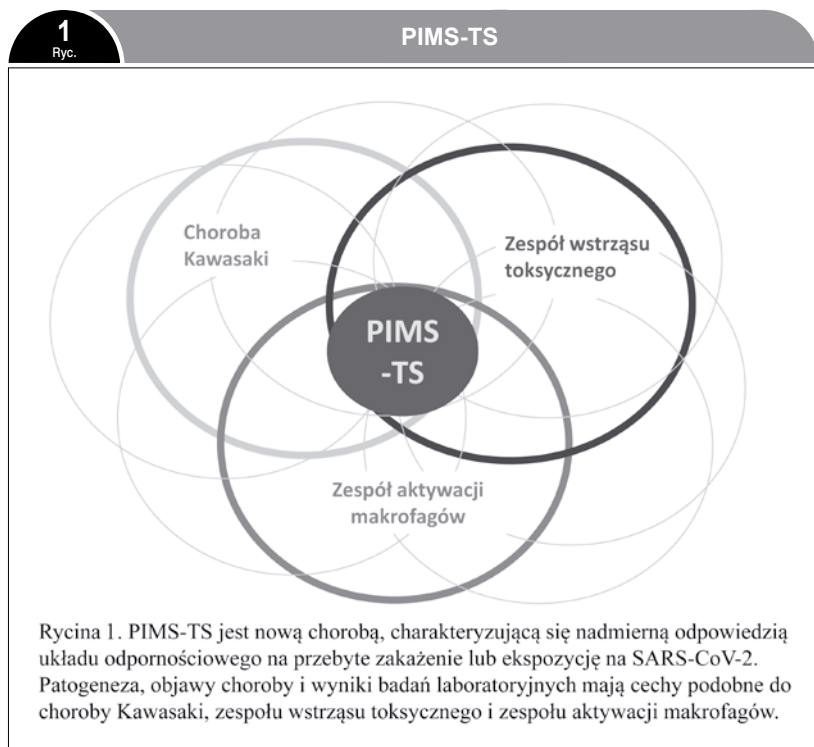 1
Ryc.
PIMS-TS
Choroba
Kawasaki
Zespół wstrząsu
toksycznego
PIMS
-TS
Zespół aktywacji
makrofagów
Rycina 1. PIMS-TS jest nową chorobą, charakteryzującą się nadmierną odpowiedzią
układu odpornościowego na przebyte zakażenie lub ekspozycję na SARS-CoV-2.
Patogeneza, objawy choroby i wyniki badań laboratoryjnych mają cechy podobne do
choroby Kawasaki, zespołu wstrząsu toksycznego i zespołu aktywacji makrofagów.